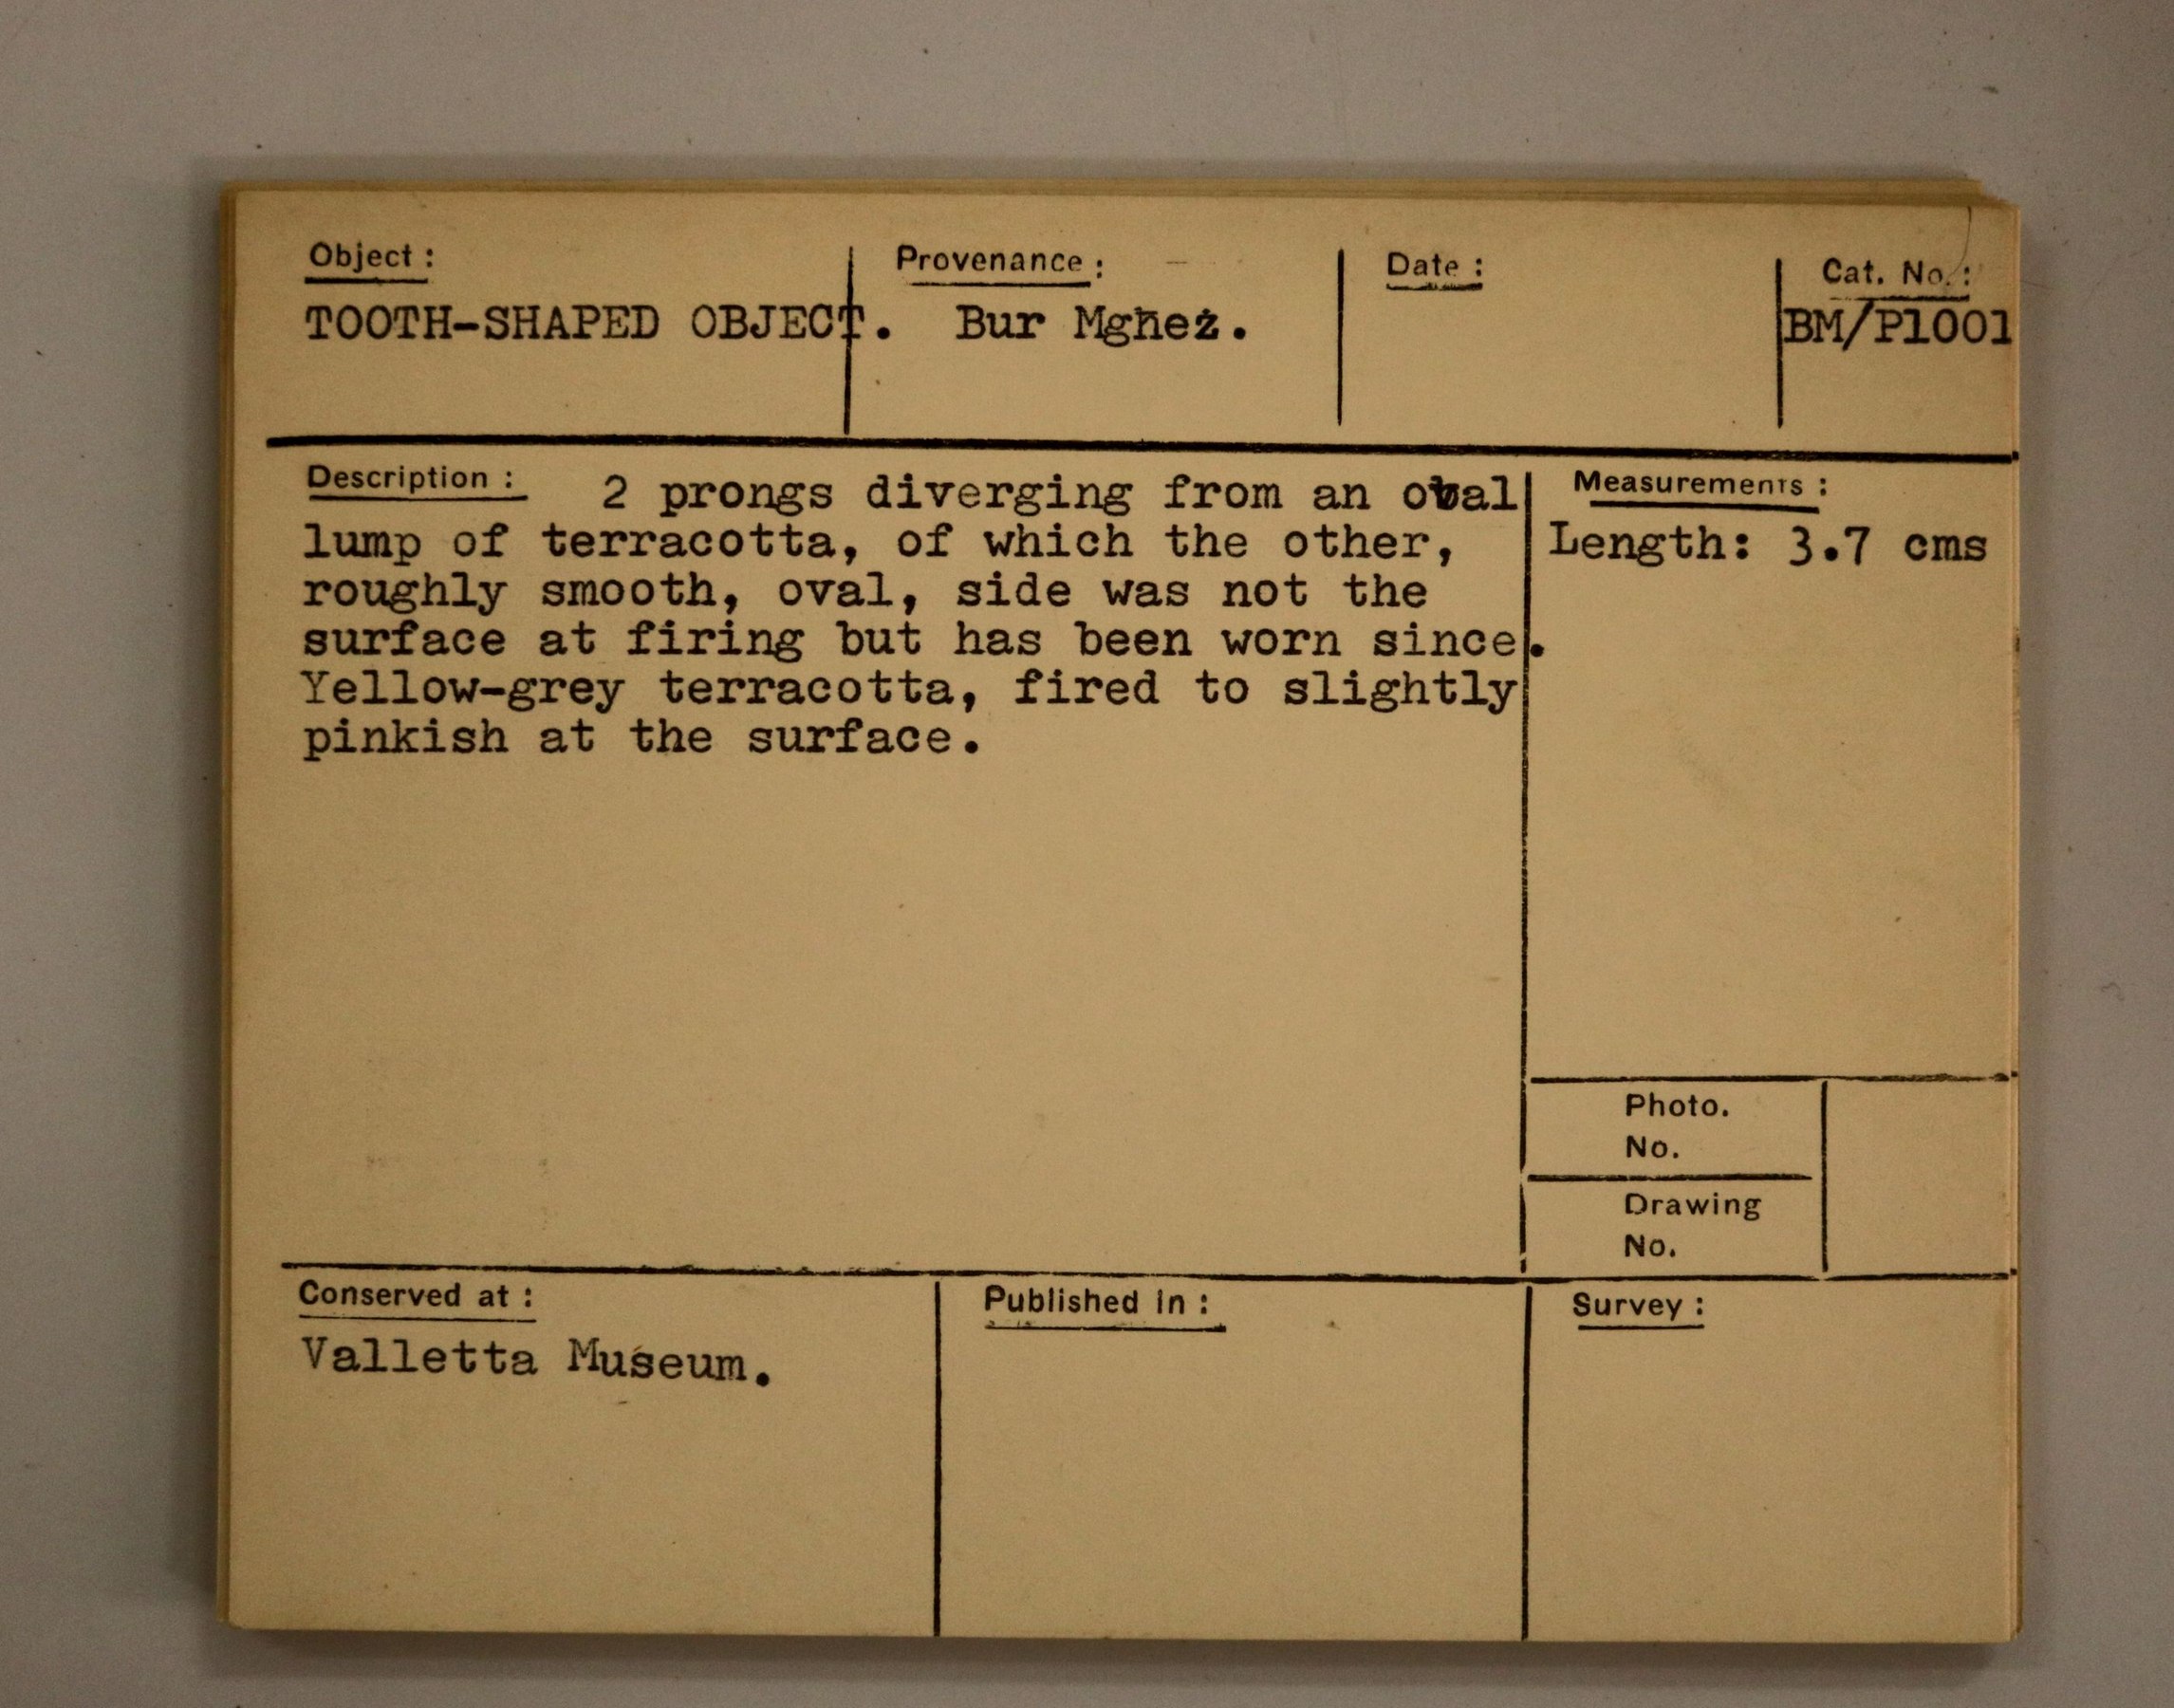 Object :
TOOTH-SHAPED OBJECT.
Provenance :
Bur Mgħeż.
Date :
Cat. No. :
BM/P1001
Description : 2 prongs diverging from an oval
lump of terracotta, of which the other,
roughly smooth, oval, side was not the
surface at firing but has been worn since.
Yellow-grey terracotta, fired to slightly
pinkish at the surface.
Measurements :
Length: 3.7 cms
Photo.
No.
Drawing
No.
Conserved at :
Valletta Museum.
Published in :
Survey :